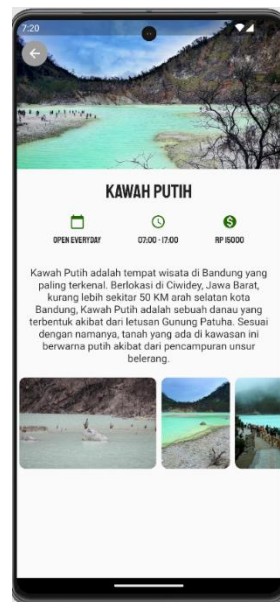 7:20
KAWAH PUTIH
OPEN EVERYDAY
07:00 - 17:00
RP 15000
Kawah Putih adalah tempat wisata di Bandung yang
paling terkenal. Berlokasi di Ciwidey, Jawa Barat,
kurang lebih sekitar 50 KM arah selatan kota
Bandung, Kawah Putih adalah sebuah danau yang
terbentuk akibat dari letusan Gunung Patuha. Sesuai
dengan namanya, tanah yang ada di kawasan ini
berwarna putih akibat dari pencampuran unsur
belerang.